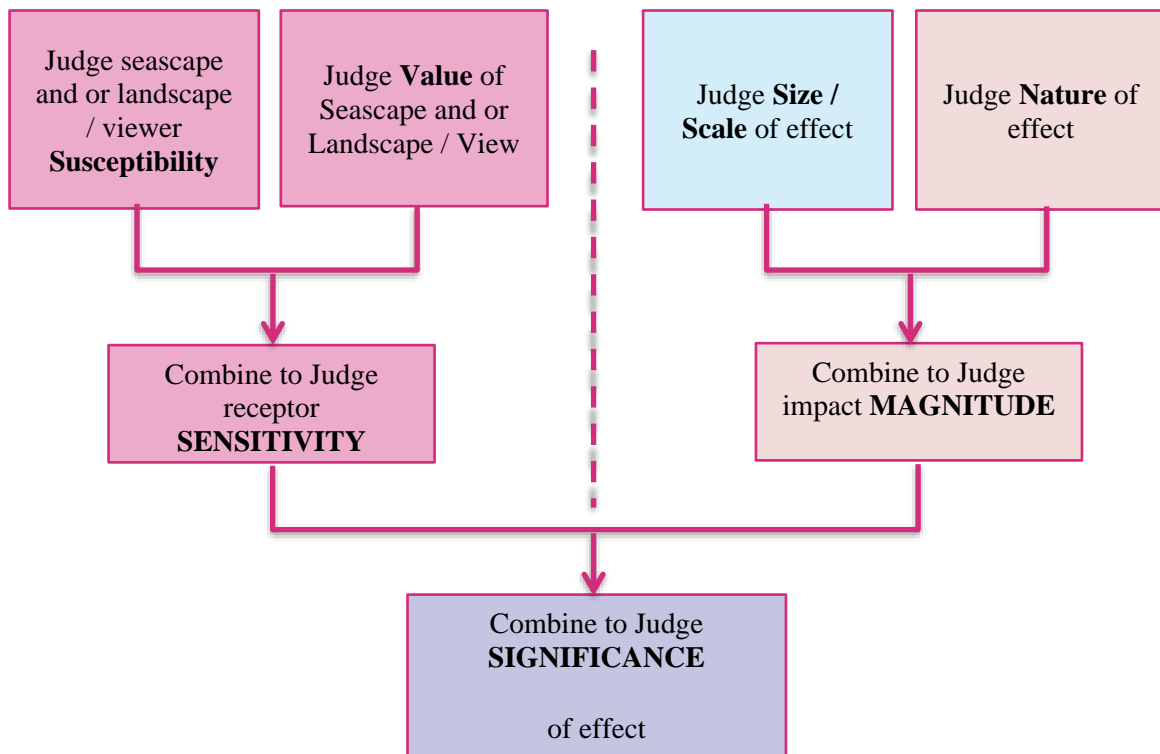 Judge seascape
and or landscape
/ viewer
Susceptibility
Judge Value of
Seascape and or
Landscape / View
Judge Size /
Scale of effect
Judge Nature of
effect
Combine to Judge
receptor
SENSITIVITY
Combine to Judge
impact MAGNITUDE
Combine to Judge
SIGNIFICANCE
of effect